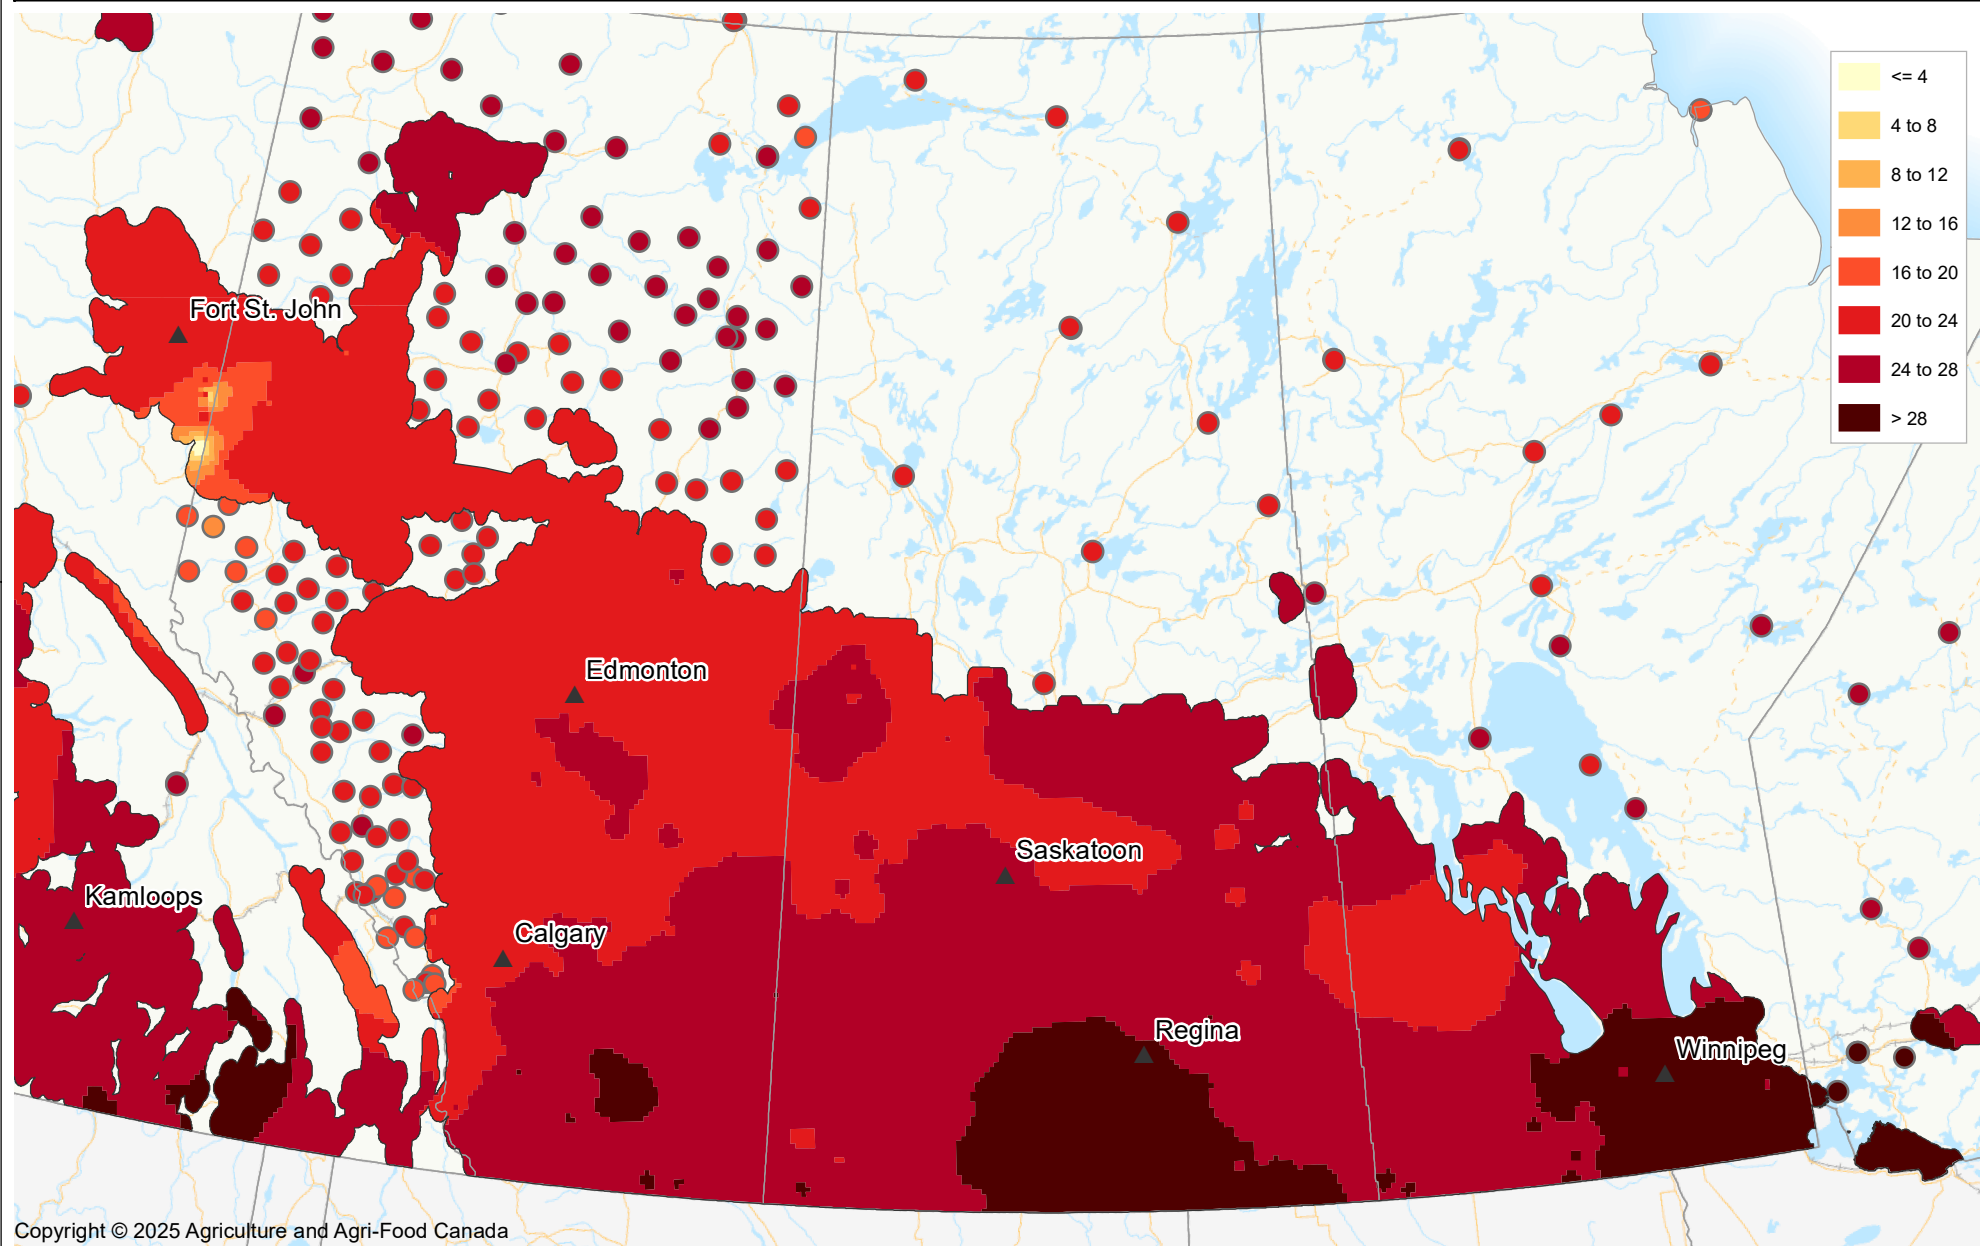 <= 4
4 to 8
8 to 12
12 to 16
16 to 20
20 to 24
24 to 28
> 28
Fort St. John
Edmonton
Saskatoon
Kamloops
Calgary
Regina
Winnipeg
Copyright © 2025 Agriculture and Agri-Food Canada